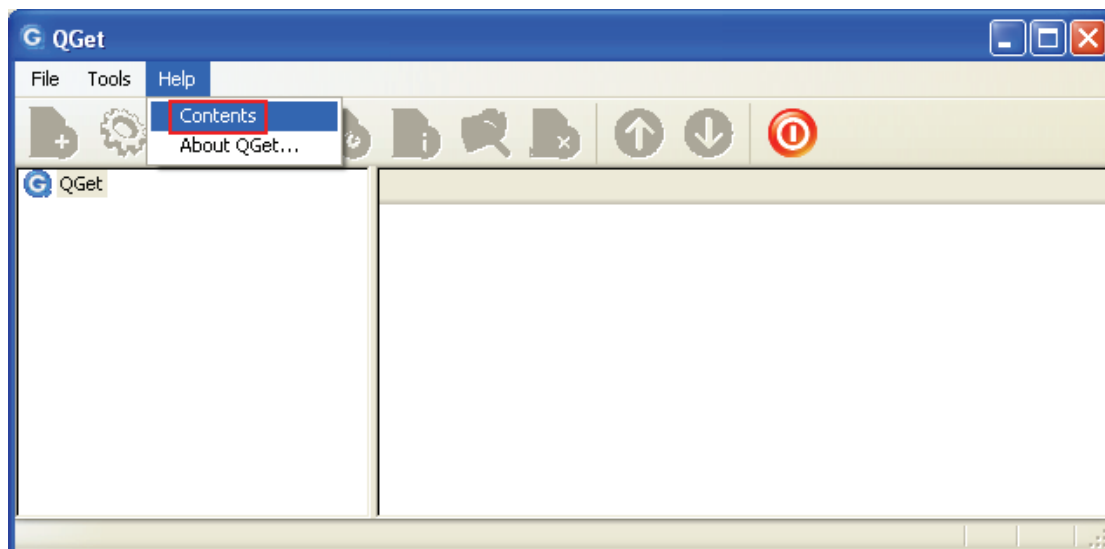 QGet
File Tools Help
Contents
About QGet...
QGet